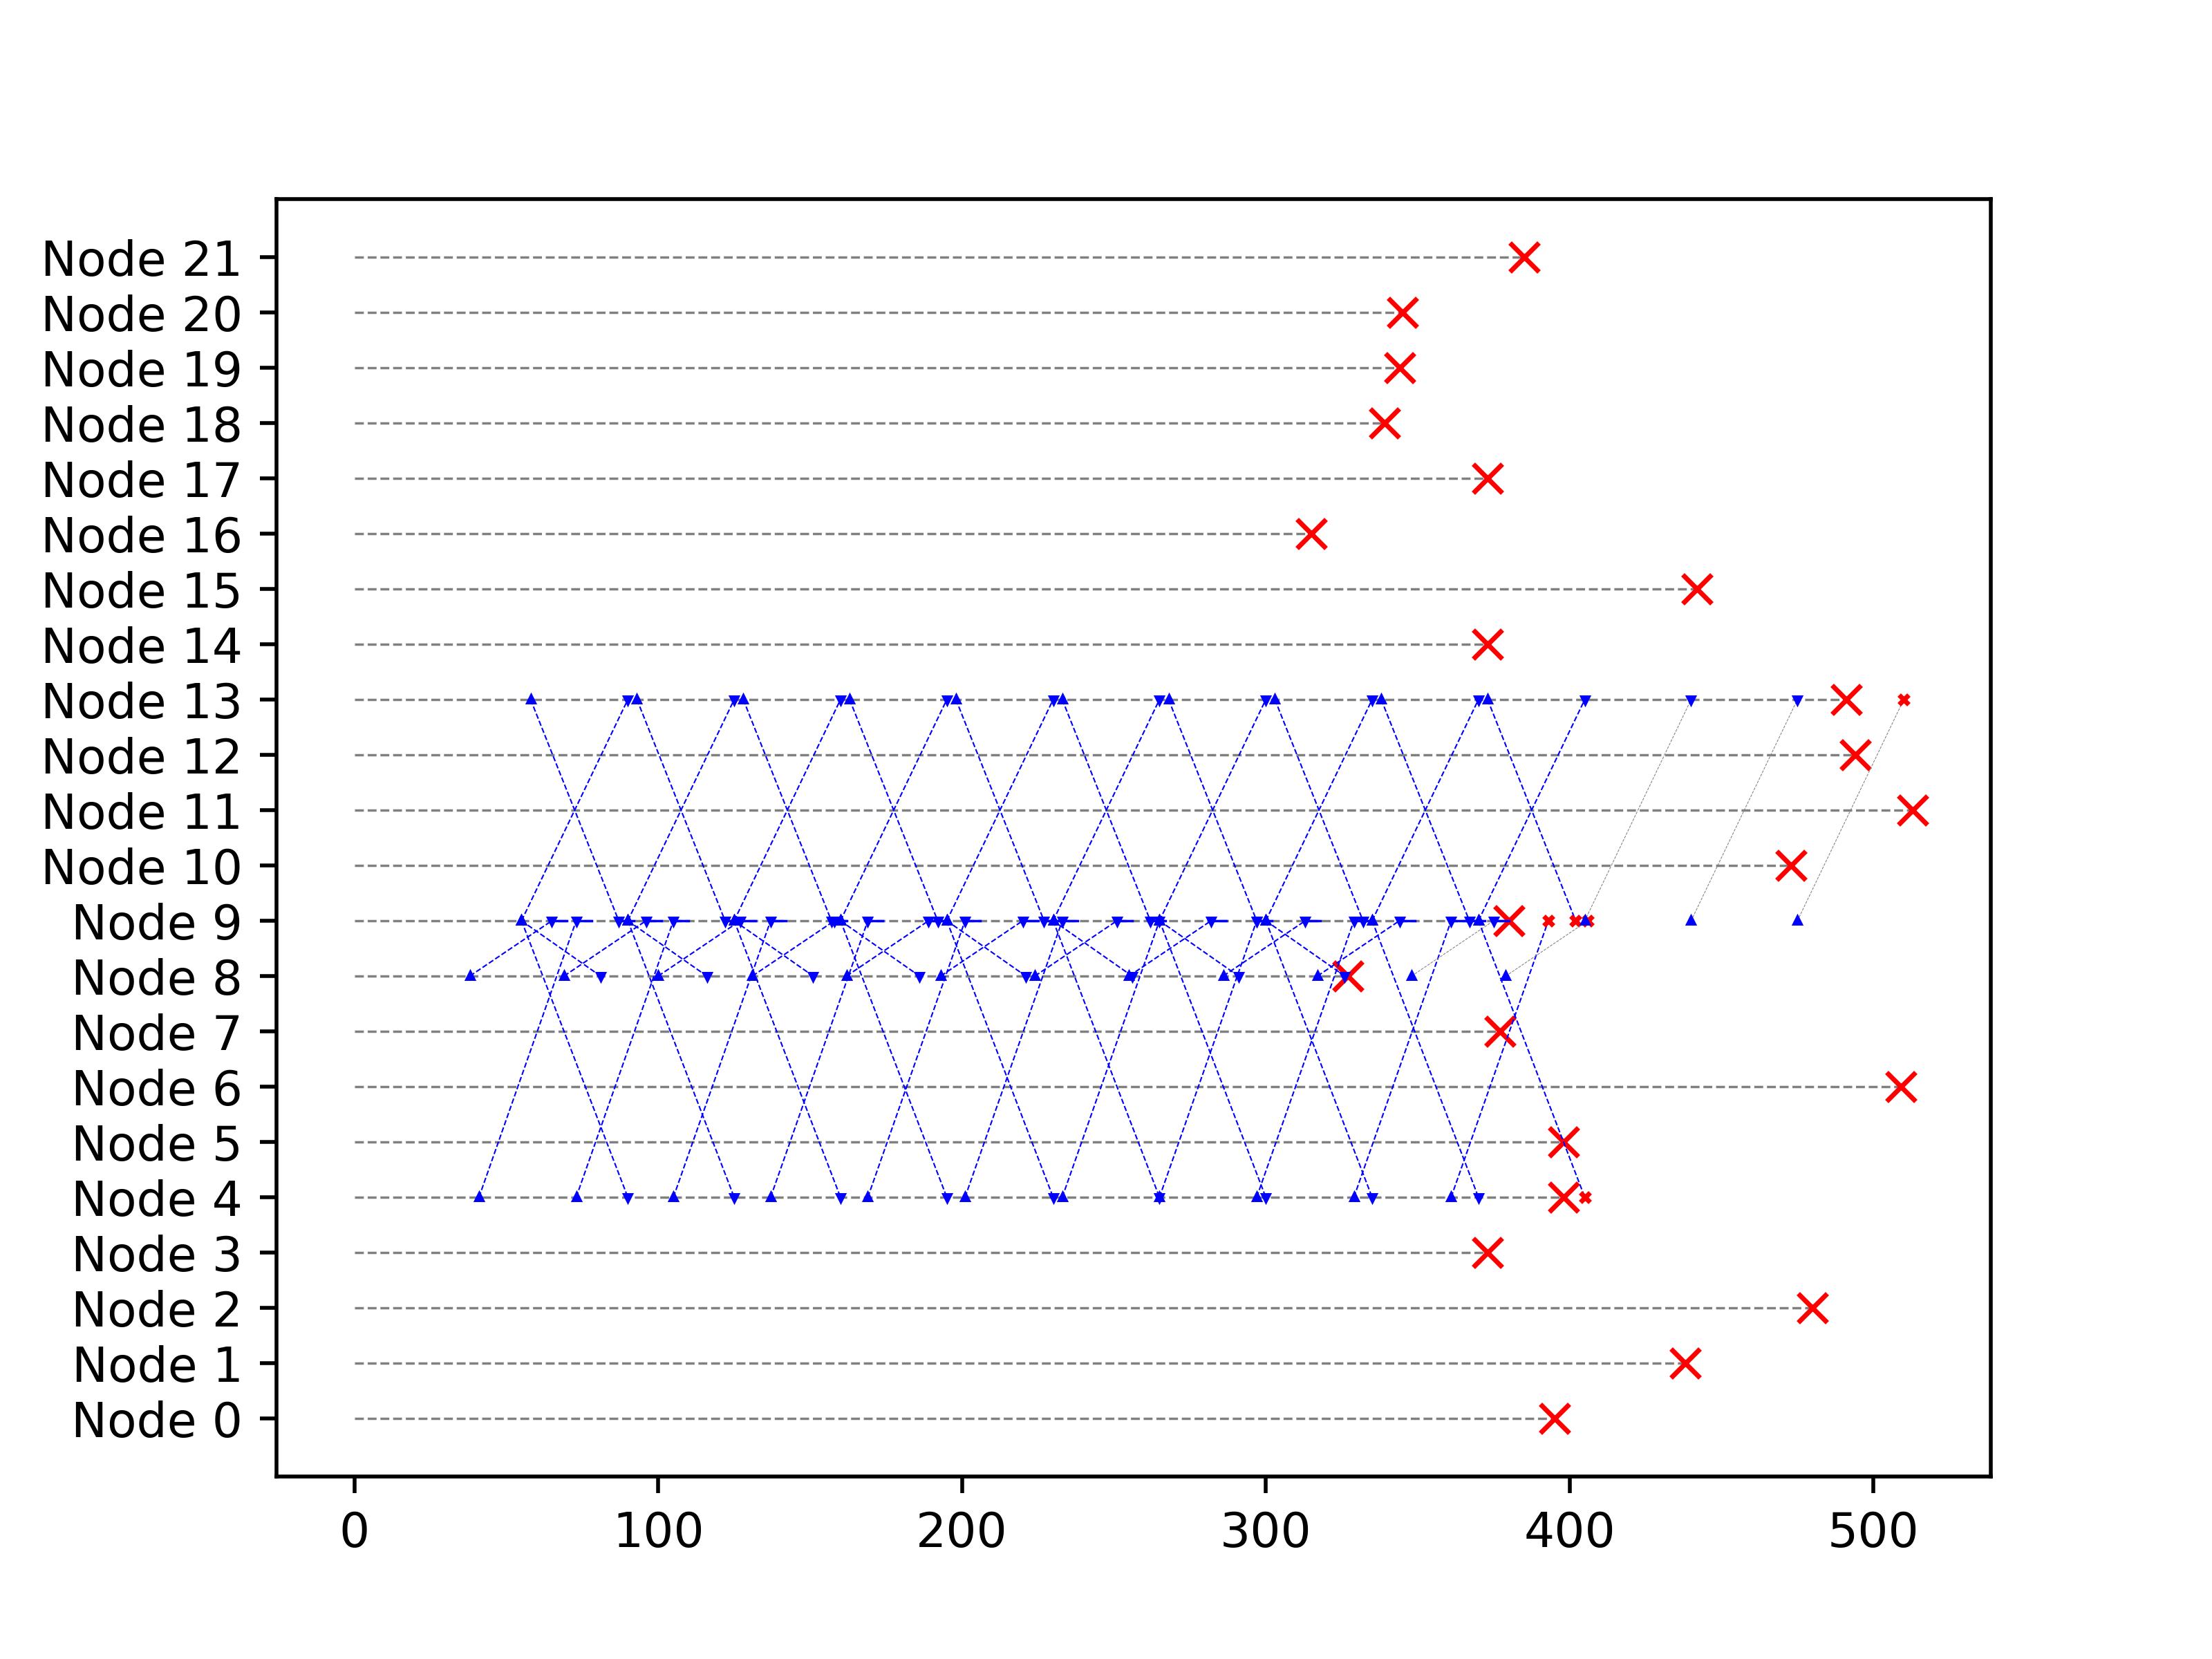 Node 21
Node 20
Node 19
Node 18
Node 17
Node 16
Node 15
Node 14
Node 13
Node 12
Node 11
Node 10
Node 9
Node 8
Node 7
Node 6
Node 5
Node 4
Node 3
Node 2
Node 1
Node 0
0 100 200 300 400 500